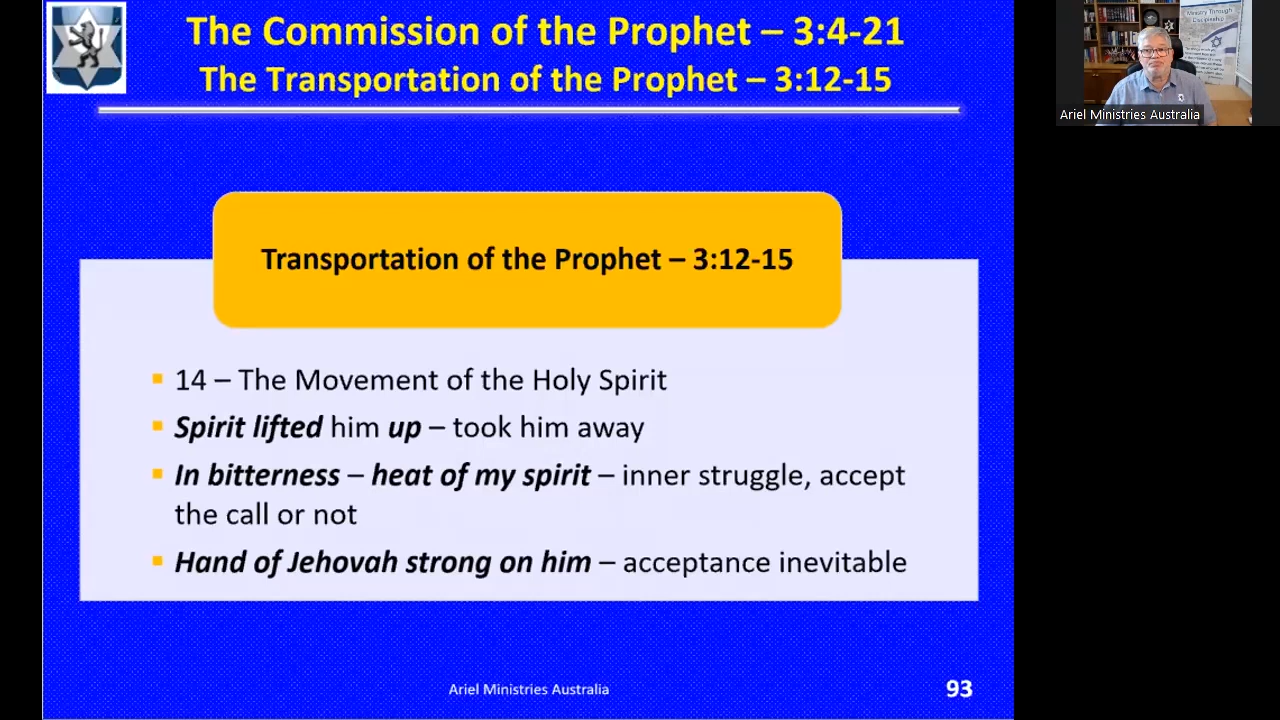 The Commission of the Prophet – 3:4-21
The Transportation of the Prophet – 3:12-15
Transportation of the Prophet – 3:12-15
14 – The Movement of the Holy Spirit
Spirit lifted him up – took him away
In bitterness – heat of my spirit – inner struggle, accept
the call or not
Hand of Jehovah strong on him – acceptance inevitable
Ariel Ministries Australia
93
Ministry Through
Discipleship
Ariel Ministries Australia